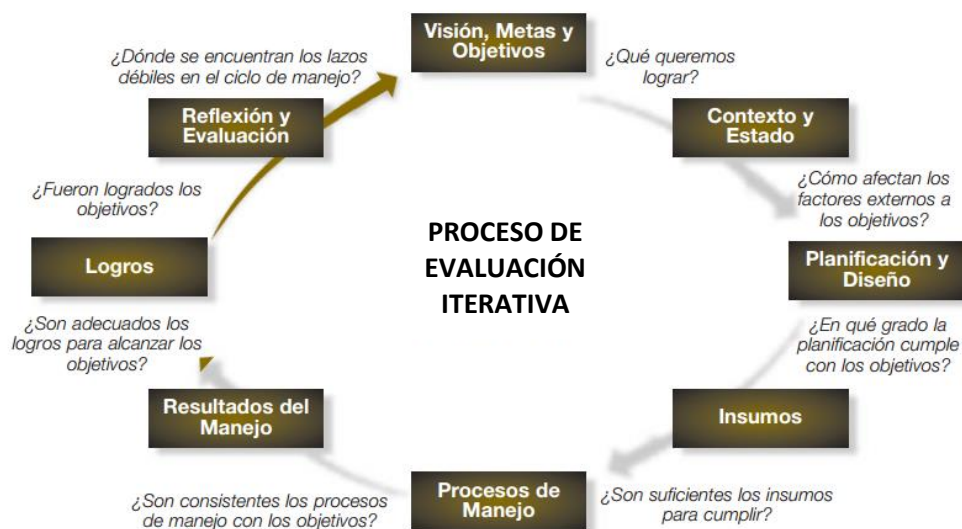 Visión, Metas y
Objetivos
¿Qué queremos
lograr?
Contexto y
Estado
¿Cómo afectan los
factores externos a
los objetivos?
Planificación y
Diseño
¿En qué grado la
planificación cumple
con los objetivos?
Insumos
¿Son suficientes los insumos
para cumplir?
Procesos de
Manejo
¿Son consistentes los procesos
de manejo con los objetivos?
Resultados del
Manejo
¿Son adecuados los
logros para alcanzar los
objetivos?
Logros
¿Fueron logrados los
objetivos?
Reflexión y
Evaluación
¿Dónde se encuentran los lazos
débiles en el ciclo de manejo?
PROCESO DE
EVALUACIÓN
ITERATIVA